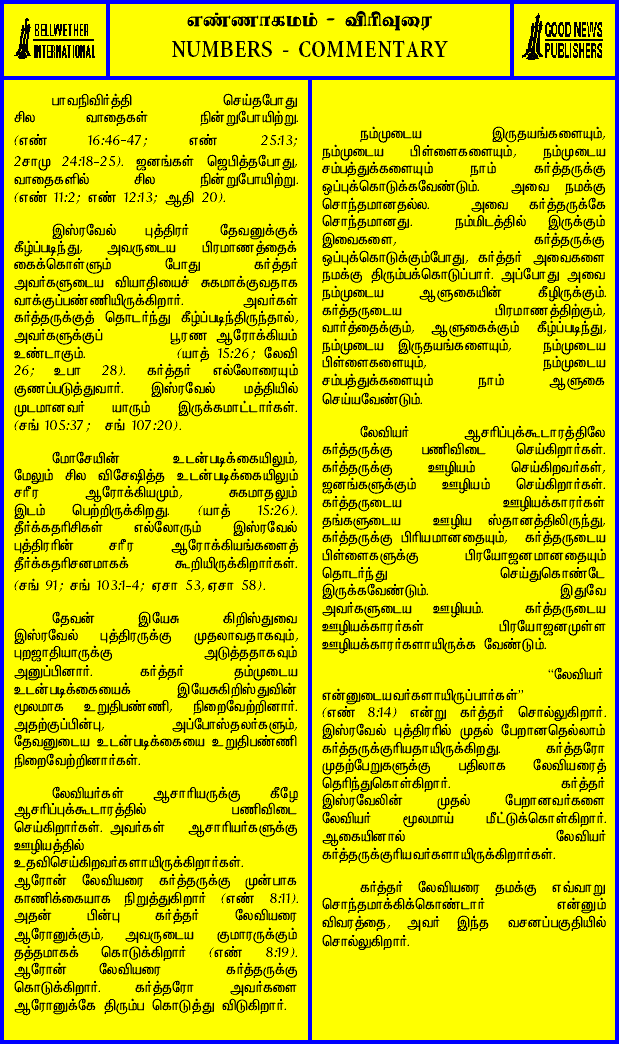 BELLWETHER
INTERNATIONAL
எண்ணாகமம் - விரிவுரை
NUMBERS - COMMENTARY
GOOD NEWS
PUBLISHERS
பாவநிவிர்த்தி செய்தபோது
சில வாதைகள் நின்றுபோயிற்று.
(எண் 16:46-47; எண் 25:13;
2சாமு 24:18-25). ஜனங்கள் ஜெபித்தபோது,
வாதைகளில் சில நின்றுபோயிற்று.
(எண் 11:2; எண் 12:13; ஆதி 20).
இஸ்ரவேல் புத்திரர் தேவனுக்குக்
கீழ்ப்படிந்து, அவருடைய பிரமாணத்தைக்
கைக்கொள்ளும் போது கர்த்தர்
அவர்களுடைய வியாதியைச் சுகமாக்குவதாக
வாக்குப்பண்ணியிருக்கிறார். அவர்கள்
கர்த்தருக்குத் தொடர்ந்து கீழ்ப்படிந்திருந்தால்,
அவர்களுக்குப் பூரண ஆரோக்கியம்
உண்டாகும். (யாத் 15:26; லேவி
26; உபா 28). கர்த்தர் எல்லோரையும்
குணப்படுத்துவார். இஸ்ரவேல் மத்தியில்
முடமானவர் யாரும் இருக்கமாட்டார்கள்.
(சங் 105:37; சங் 107:20).
மோசேயின் உடன்படிக்கையிலும்,
மேலும் சில விசேஷித்த உடன்படிக்கையிலும்
சரீர ஆரோக்கியமும், சுகமாதலும்
இடம் பெற்றிருக்கிறது. (யாத் 15:26).
தீர்க்கதரிசிகள் எல்லோரும் இஸ்ரவேல்
புத்திரரின் சரீர ஆரோக்கியங்களைத்
தீர்க்கதரிசனமாகக் கூறியிருக்கிறார்கள்.
(சங் 91; சங் 103:1-4; ஏசா 53,ஏசா 58).
தேவன் இயேசு கிறிஸ்துவை
இஸ்ரவேல் புத்திரருக்கு முதலாவதாகவும்,
புறஜாதியாருக்கு அடுத்ததாகவும்
அனுப்பினார். கர்த்தர் தம்முடைய
உடன்படிக்கையைக் இயேசுகிறிஸ்துவின்
மூலமாக உறுதிபண்ணி, நிறைவேற்றினார்.
அதற்குப்பின்பு, அப்போஸ்தலர்களும்,
தேவனுடைய உடன்படிக்கையை உறுதிபண்ணி
நிறைவேற்றினார்கள்.
லேவியர்கள் ஆசாரியருக்கு கீழே
ஆசரிப்புக்கூடாரத்தில் பணிவிடை
செய்கிறார்கள். அவர்கள் ஆசாரியர்களுக்கு
ஊழியத்தில்
உதவிசெய்கிறவர்களாயிருக்கிறார்கள்.
ஆரோன் லேவியரை கர்த்தருக்கு முன்பாக
காணிக்கையாக நிறுத்துகிறார் (எண் 8:11).
அதன் பின்பு கர்த்தர் லேவியரை
ஆரோனுக்கும், அவருடைய குமாரருக்கும்
தத்தமாகக் கொடுக்கிறார் (எண் 8:19).
ஆரோன் லேவியரை கர்த்தருக்கு
கொடுக்கிறார். கர்த்தரோ அவர்களை
ஆரோனுக்கே திரும்ப கொடுத்து விடுகிறார்.
நம்முடைய இருதயங்களையும்,
நம்முடைய பிள்ளைகளையும், நம்முடைய
சம்பத்துக்களையும் நாம் கர்த்தருக்கு
ஒப்புக்கொடுக்கவேண்டும். அவை நமக்கு
சொந்தமானதல்ல. அவை கர்த்தருக்கே
சொந்தமானது. நம்மிடத்தில் இருக்கும்
இவைகளை, கர்த்தருக்கு
ஒப்புக்கொடுக்கும்போது, கர்த்தர் அவைகளை
நமக்கு திரும்பக்கொடுப்பார். அப்போது அவை
நம்முடைய ஆளுகையின் கீழிருக்கும்.
கர்த்தருடைய பிரமாணத்திற்கும்,
வார்த்தைக்கும், ஆளுகைக்கும் கீழ்படிந்து,
நம்முடைய இருதயங்களையும், நம்முடைய
பிள்ளைகளையும், நம்முடைய
சம்பத்துக்களையும் நாம் ஆளுகை
செய்யவேண்டும்.
லேவியர் ஆசரிப்புக்கூடாரத்திலே
கர்த்தருக்கு பணிவிடை செய்கிறார்கள்.
கர்த்தருக்கு ஊழியம் செய்கிறவர்கள்,
ஜனங்களுக்கும் ஊழியம் செய்கிறார்கள்.
கர்த்தருடைய ஊழியக்காரர்கள்
தங்களுடைய ஊழிய ஸ்தானத்திலிருந்து,
கர்த்தருக்கு பிரியமானதையும், கர்த்தருடைய
பிள்ளைகளுக்கு பிரயோஜனமானதையும்
தொடர்ந்து செய்துகொண்டே
இருக்கவேண்டும். இதுவே
அவர்களுடைய ஊழியம். கர்த்தருடைய
ஊழியக்காரர்கள் பிரயோஜனமுள்ள
ஊழியக்காரர்களாயிருக்க வேண்டும்.
“லேவியர்
என்னுடையவர்களாயிருப்பார்கள்”
(எண் 8:14) என்று கர்த்தர் சொல்லுகிறார்.
இஸ்ரவேல் புத்திரரில் முதல் பேறானதெல்லாம்
கர்த்தருக்குரியதாயிருக்கிறது. கர்த்தரோ
முதற்பேறுகளுக்கு பதிலாக லேவியரைத்
தெரிந்துகொள்கிறார். கர்த்தர்
இஸ்ரவேலின் முதல் பேறானவர்களை
லேவியர் மூலமாய் மீட்டுக்கொள்கிறார்.
ஆகையினால் லேவியர்
கர்த்தருக்குரியவர்களாயிருக்கிறார்கள்.
கர்த்தர் லேவியரை தமக்கு எவ்வாறு
சொந்தமாக்கிக்கொண்டார் என்னும்
விவரத்தை, அவர் இந்த வசனப்பகுதியில்
சொல்லுகிறார்.